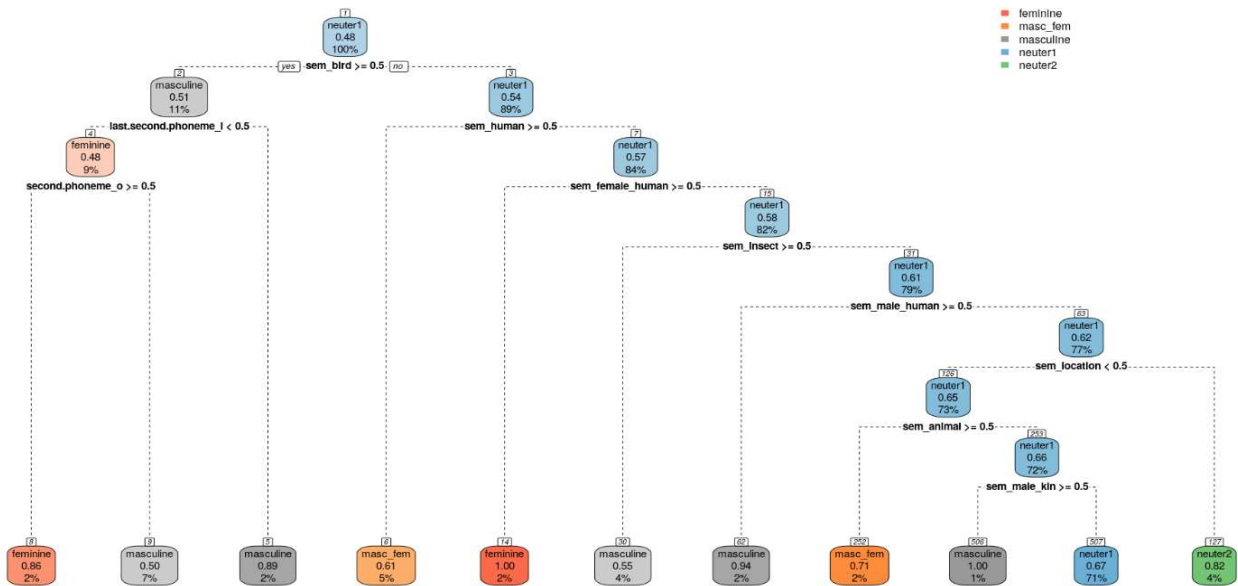 1
neuter1
0.48
100%
yes sem_bird >= 0.5 no
feminine
masc_fem
masculine
neuter1
neuter2
2
masculine
0.51
11%
3
neuter1
0.54
89%
last.second.phoneme_l < 0.5
sem_human >= 0.5
4
feminine
0.48
9%
7
neuter1
0.57
84%
second.phoneme_o >= 0.5
sem_female_human >= 0.5
15
neuter1
0.58
82%
sem_insect >= 0.5
31
neuter1
0.61
79%
sem_male_human >= 0.5
63
neuter1
0.62
77%
sem_location < 0.5
126
neuter1
0.65
73%
sem_animal >= 0.5
253
neuter1
0.66
72%
sem_male_kin >= 0.5
8
feminine
0.86
2%
9
masculine
0.50
7%
5
masculine
0.89
2%
6
masc_fem
0.61
5%
14
feminine
1.00
2%
30
masculine
0.55
4%
62
masculine
0.94
2%
252
masc_fem
0.71
2%
506
masculine
1.00
1%
507
neuter1
0.67
71%
127
neuter2
0.82
4%